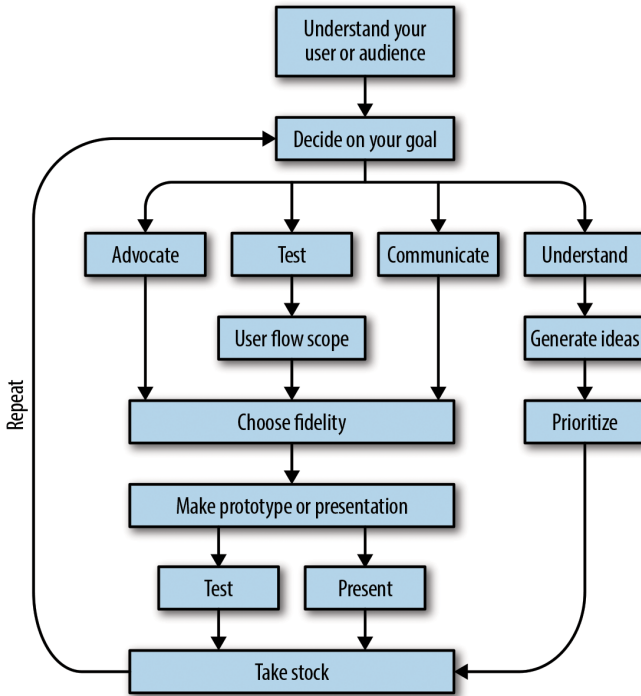 Understand your
user or audience
Decide on your goal
Advocate
Test
Communicate
Understand
User flow scope
Generate ideas
Choose fidelity
Prioritize
Repeat
Make prototype or presentation
Test
Present
Take stock